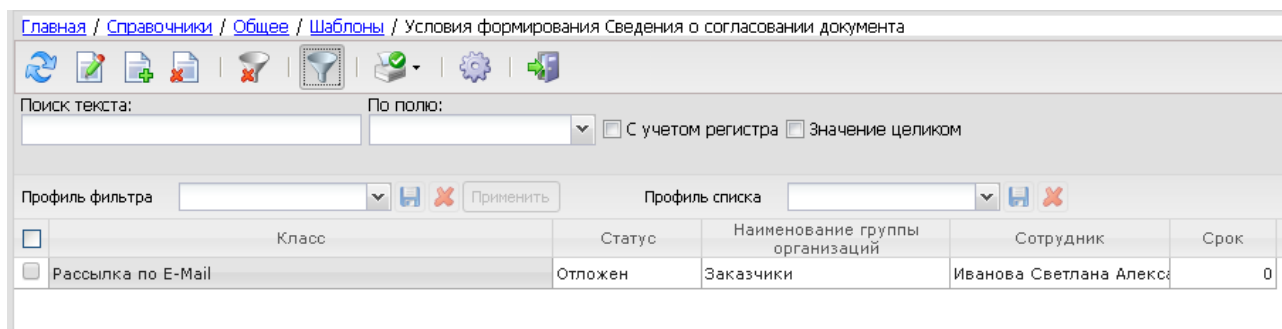 Главная / Справочники / Общее / Шаблоны / Условия формирования Сведения о согласовании документа
Поиск текста: По полю:
С учетом регистра Значение целиком
Профиль фильтра Применить Профиль списка
Класс Статус Наименование группы организаций Сотрудник Срок
Рассылка по E-Mail Отложен Заказчики Иванова Светлана Алекса 0